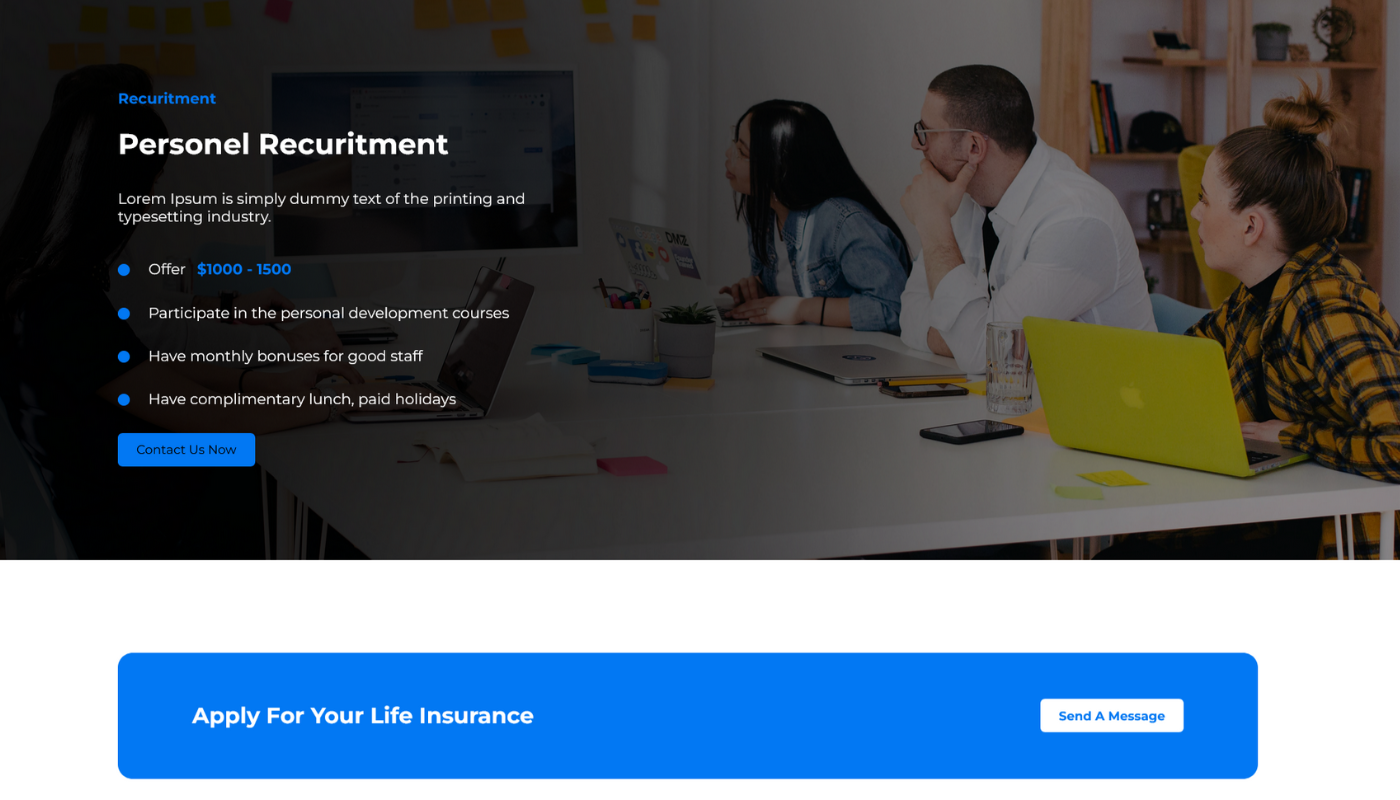 Recuritment
Personel Recuritment
Lorem Ipsum is simply dummy text of the printing and
typesetting industry.
Offer $1000 - 1500
Participate in the personal development courses
Have monthly bonuses for good staff
Have complimentary lunch, paid holidays
Contact Us Now
Apply For Your Life Insurance
Send A Message